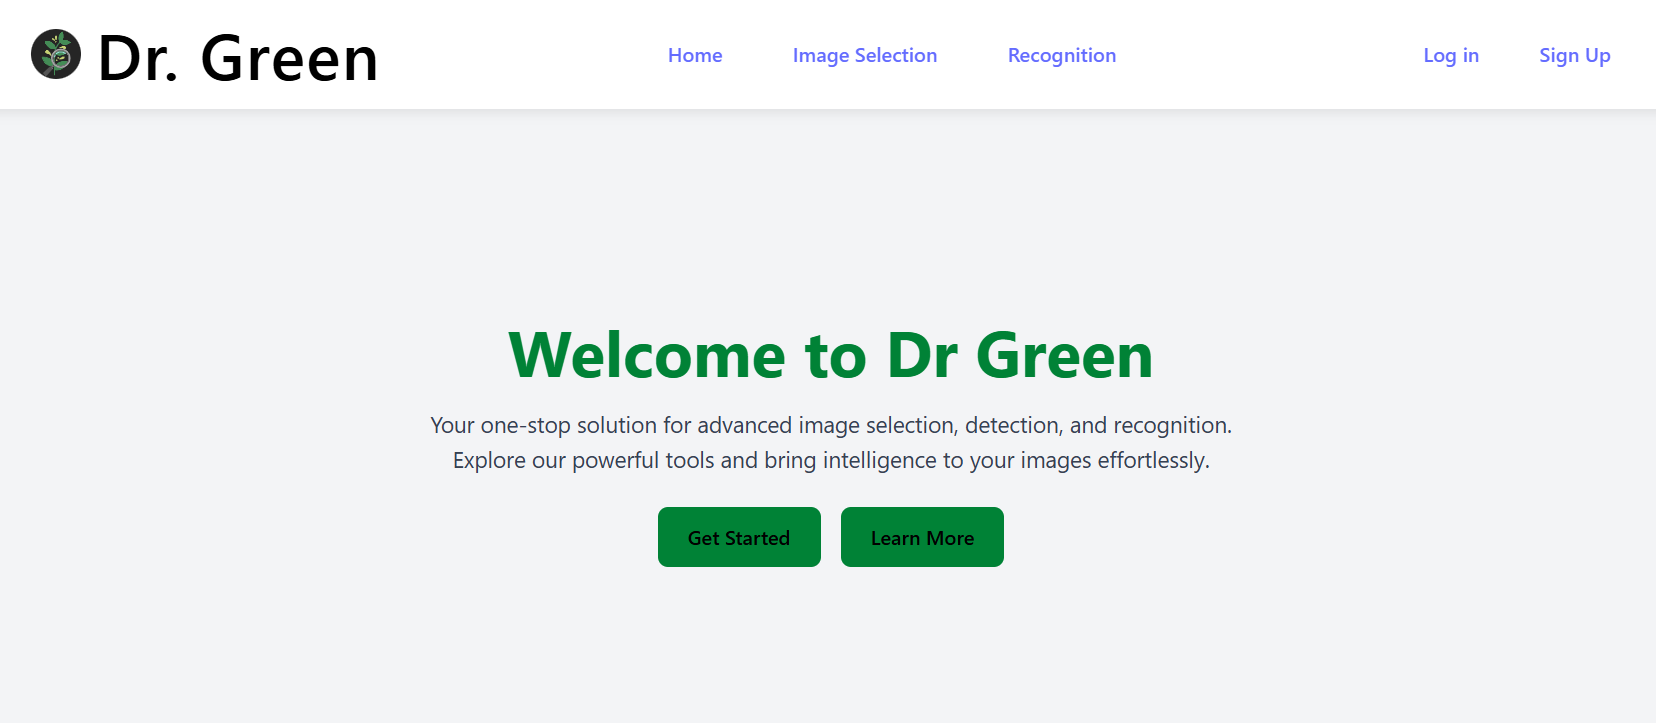 Dr. Green
Home
Image Selection
Recognition
Log in
Sign Up
Welcome to Dr Green
Your one-stop solution for advanced image selection, detection, and recognition.
Explore our powerful tools and bring intelligence to your images effortlessly.
Get Started
Learn More